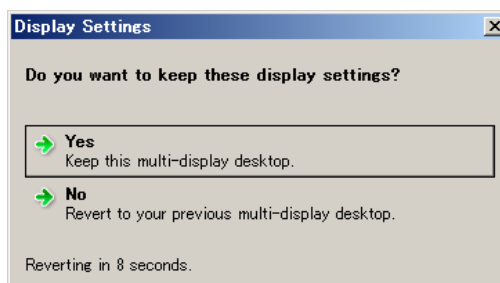 Display Settings
Do you want to keep these display settings?
Yes
Keep this multi-display desktop.
No
Revert to your previous multi-display desktop.
Reverting in 8 seconds.